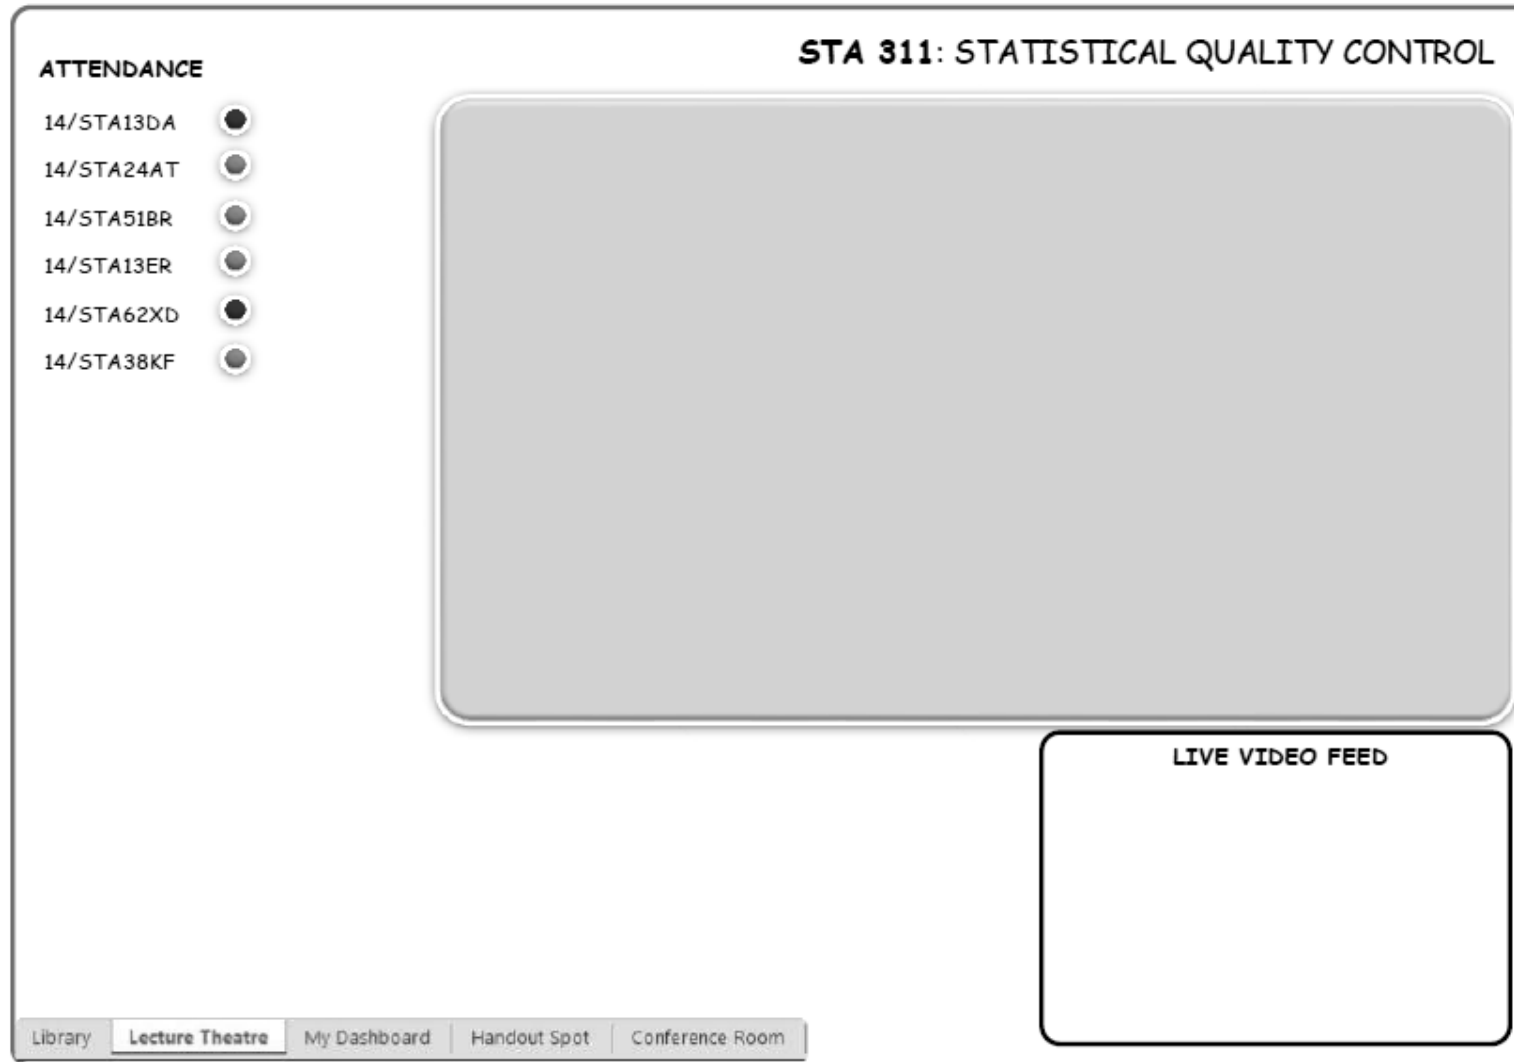 STA 311: STATISTICAL QUALITY CONTROL
ATTENDANCE
14/STA13DA
14/STA24AT
14/STA51BR
14/STA13ER
14/STA62XD
14/STA38KF
LIVE VIDEO FEED
Library Lecture Theatre My Dashboard Handout Spot Conference Room